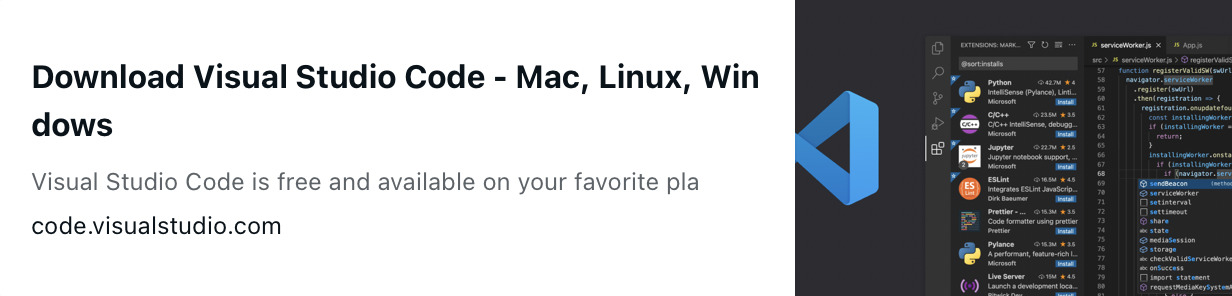 Download Visual Studio Code - Mac, Linux, Win
dows
Visual Studio Code is free and available on your favorite pla
code.visualstudio.com
EXTENSIONS: MARK...
@sort:installs
Python 42.7M ★ 4
IntelliSense (Pylance), Linti...
Microsoft Install
C/C++ 23.5M ★ 3.5
C/C++ IntelliSense, debugg...
Microsoft Install
Jupyter 22.7M ★ 2.5
Jupyter notebook support, ...
Microsoft Install
ESLint 16.5M ★ 4.5
Integrates ESLint JavaScrip...
Dirk Baeumer Install
Prettier - ... 15.3M ★ 3.5
Code formatter using prettier
Prettier Install
Pylance 15.3M ★ 3.5
A performant, feature-rich l...
Microsoft Install
Live Server 15M ★ 4.5
Launch a development loca...
Install
JS serviceWorker.js JS App.js
src > JS serviceWorker.js > registerValidSW
57 function registerValidSW(swUrl
58 navigator.serviceWorker
59 .register(swUrl)
60 .then(registration => {
61 registration.onupdatefou
62 const installingWorker
63 if (installingWorker =
64 return;
65 }
66 installingWorker.onsta
67 if (installingWorker
68 if (navigator.serv
69 sendBeacon
70 serviceWorker
71 setinterval
72 settimeout
73 share
74 state
75 mediaSession
76 storage
77 checkValidServiceWorke
78 onSuccess
79 import statement
80 requestMediaKeySystem